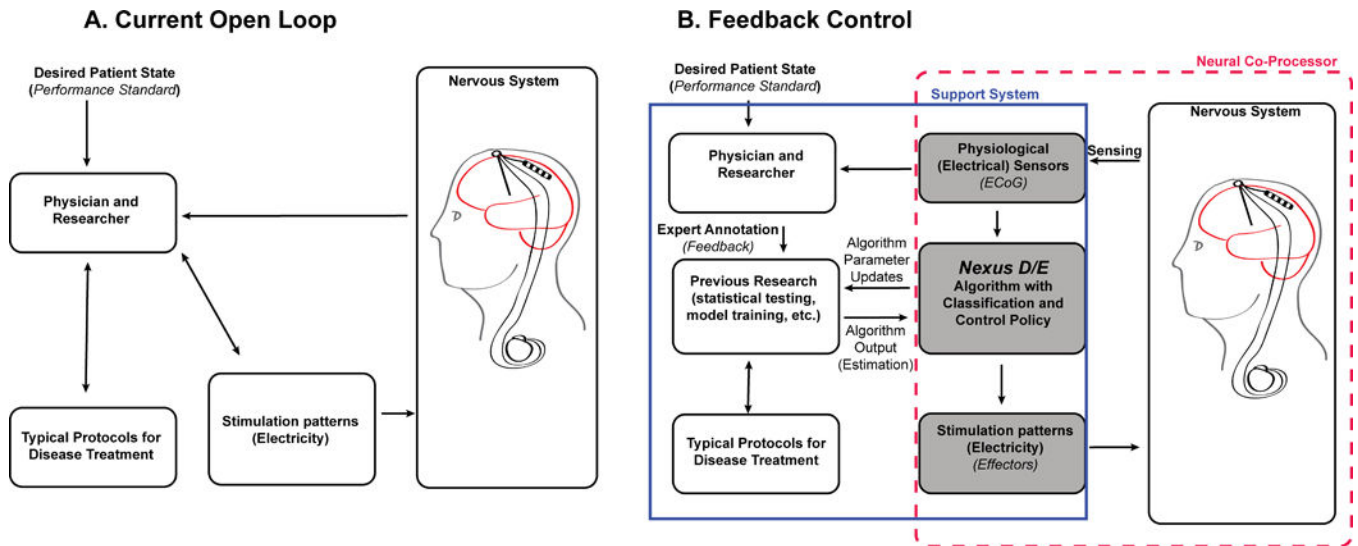 A. Current Open Loop
Desired Patient State
(Performance Standard)
Nervous System
Physician and
Researcher
Typical Protocols for
Disease Treatment
Stimulation patterns
(Electricity)
B. Feedback Control
Neural Co-Processor
Desired Patient State
(Performance Standard)
Support System
Physician and
Researcher
Physiological
(Electrical) Sensors
(ECoG)
Sensing
Nervous System
Expert Annotation
(Feedback)
Algorithm
Parameter
Updates
Previous Research
(statistical testing,
model training, etc.)
Nexus D/E
Algorithm with
Classification and
Control Policy
Algorithm
Output
(Estimation)
Typical Protocols for
Disease Treatment
Stimulation patterns
(Electricity)
(Effectors)